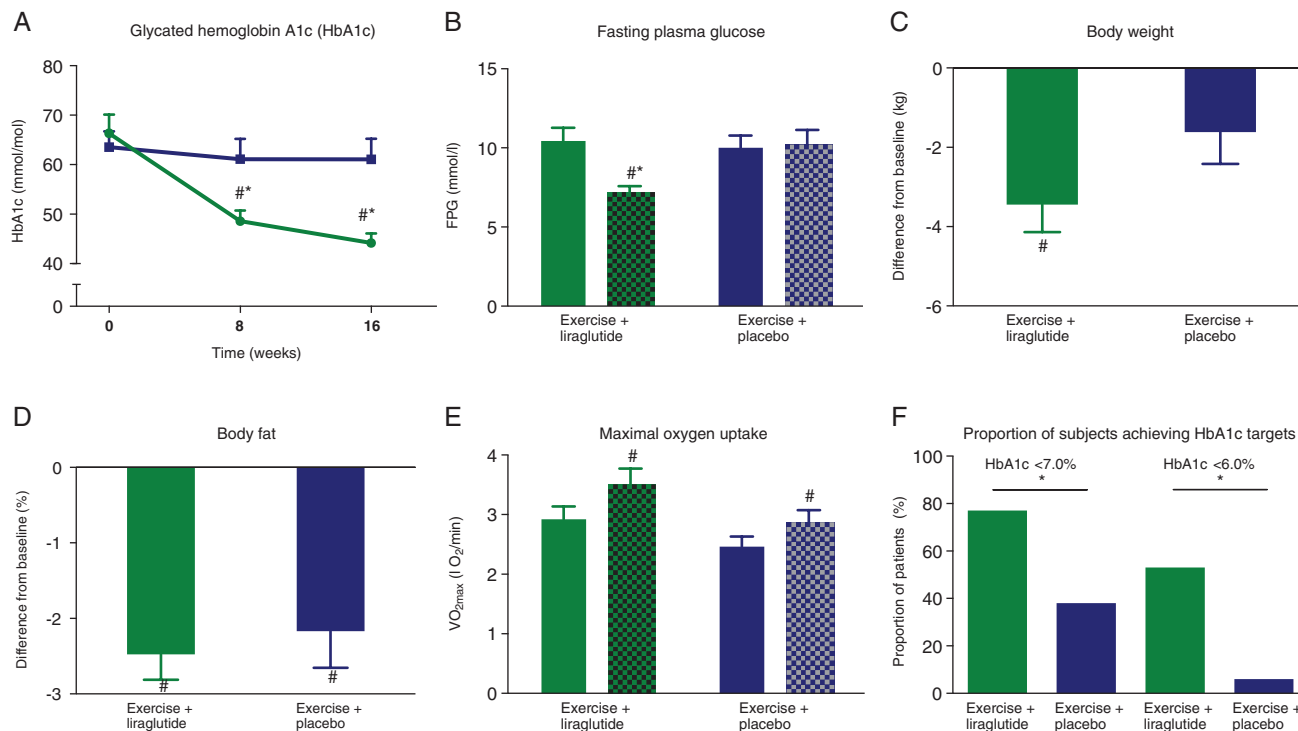 A
Glycated hemoglobin A1c (HbA1c)
HbA1c (mmol/mol)
80
70
60
50
40
0
#*
#*
0
8
16
Time (weeks)
B
Fasting plasma glucose
FPG (mmol/l)
15
10
5
0
#*
Exercise +
liraglutide
Exercise +
placebo
C
Body weight
Difference from baseline (kg)
0
-2
-4
-6
#
Exercise +
liraglutide
Exercise +
placebo
D
Body fat
Difference from baseline (%)
0
-1
-2
-3
#
#
Exercise +
liraglutide
Exercise +
placebo
E
Maximal oxygen uptake
VO2max (l O2/min)
4
3
2
1
0
#
#
Exercise +
liraglutide
Exercise +
placebo
F
Proportion of subjects achieving HbA1c targets
Proportion of patients (%)
100
80
60
40
20
0
HbA1c <7.0%
*
HbA1c <6.0%
*
Exercise +
liraglutide
Exercise +
placebo
Exercise +
liraglutide
Exercise +
placebo